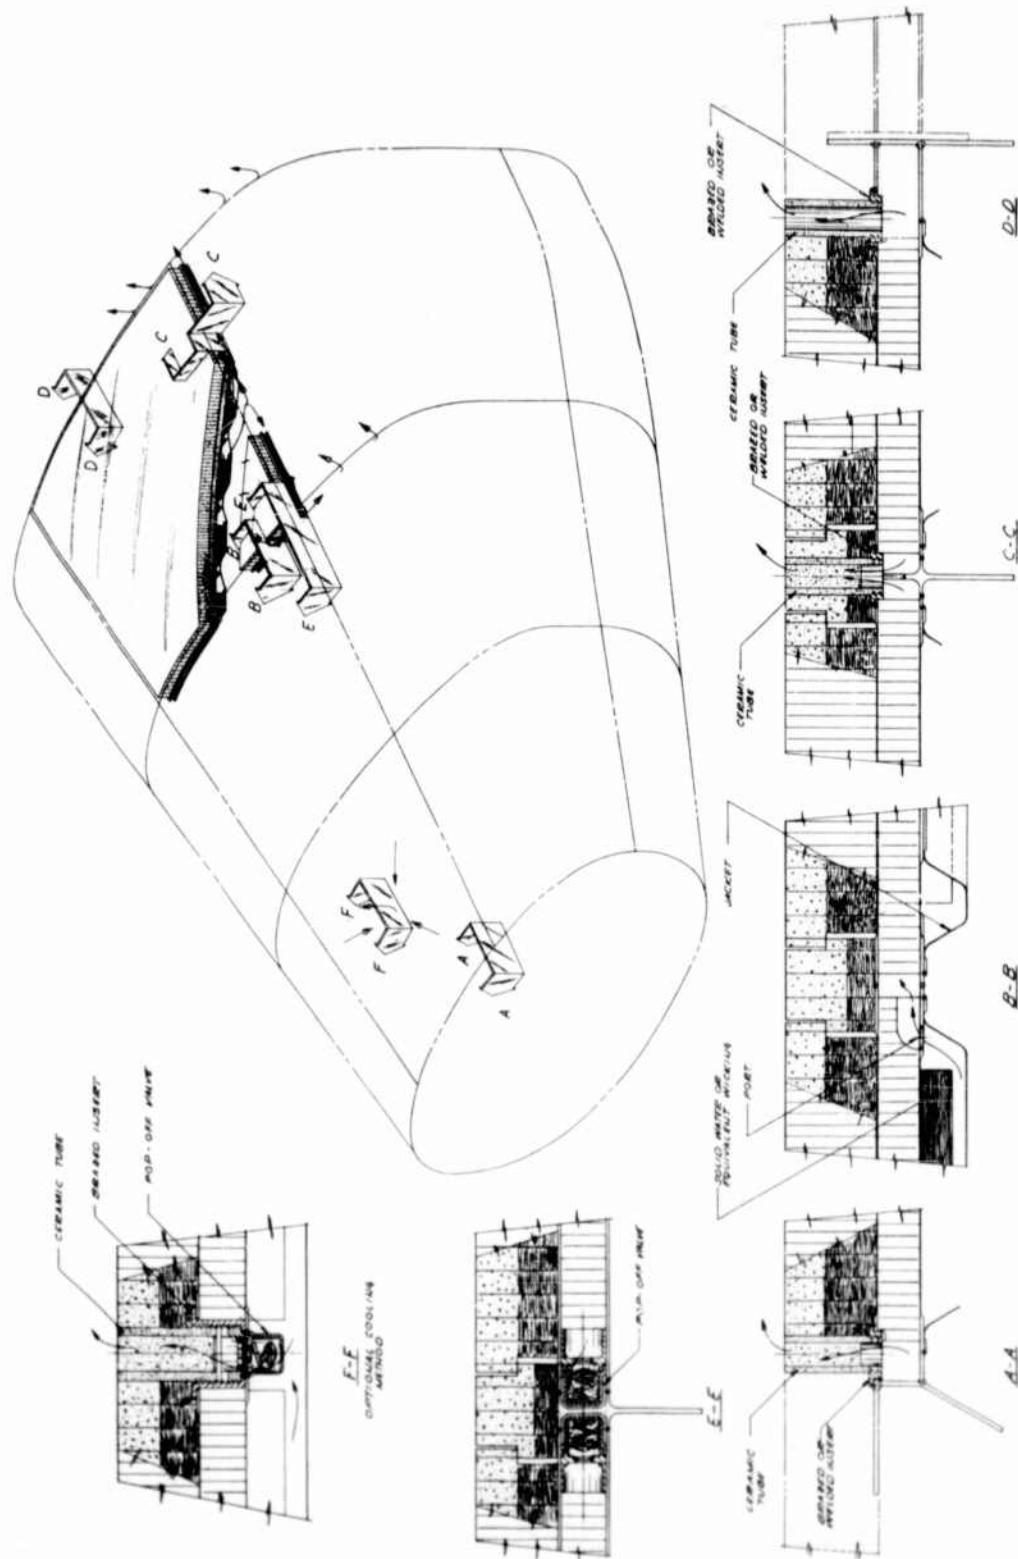 CERAMIC TUBE
BRAZED INSERT
POP-OFF VALVE
F-F
OPTIONAL COOLING
METHOD
POP-OFF VALVE
E-E
D
D
C
C
B
B
E
E
F
F
A
A
CERAMIC
TUBE
BRAZED OR
WELDED INSERT
A-A
SOLID WATER OR
EQUIVALENT WICKING
PORT
JACKET
B-B
CERAMIC
TUBE
BRAZED OR
WELDED INSERT
C-C
CERAMIC TUBE
BRAZED OR
WELDED INSERT
D-D